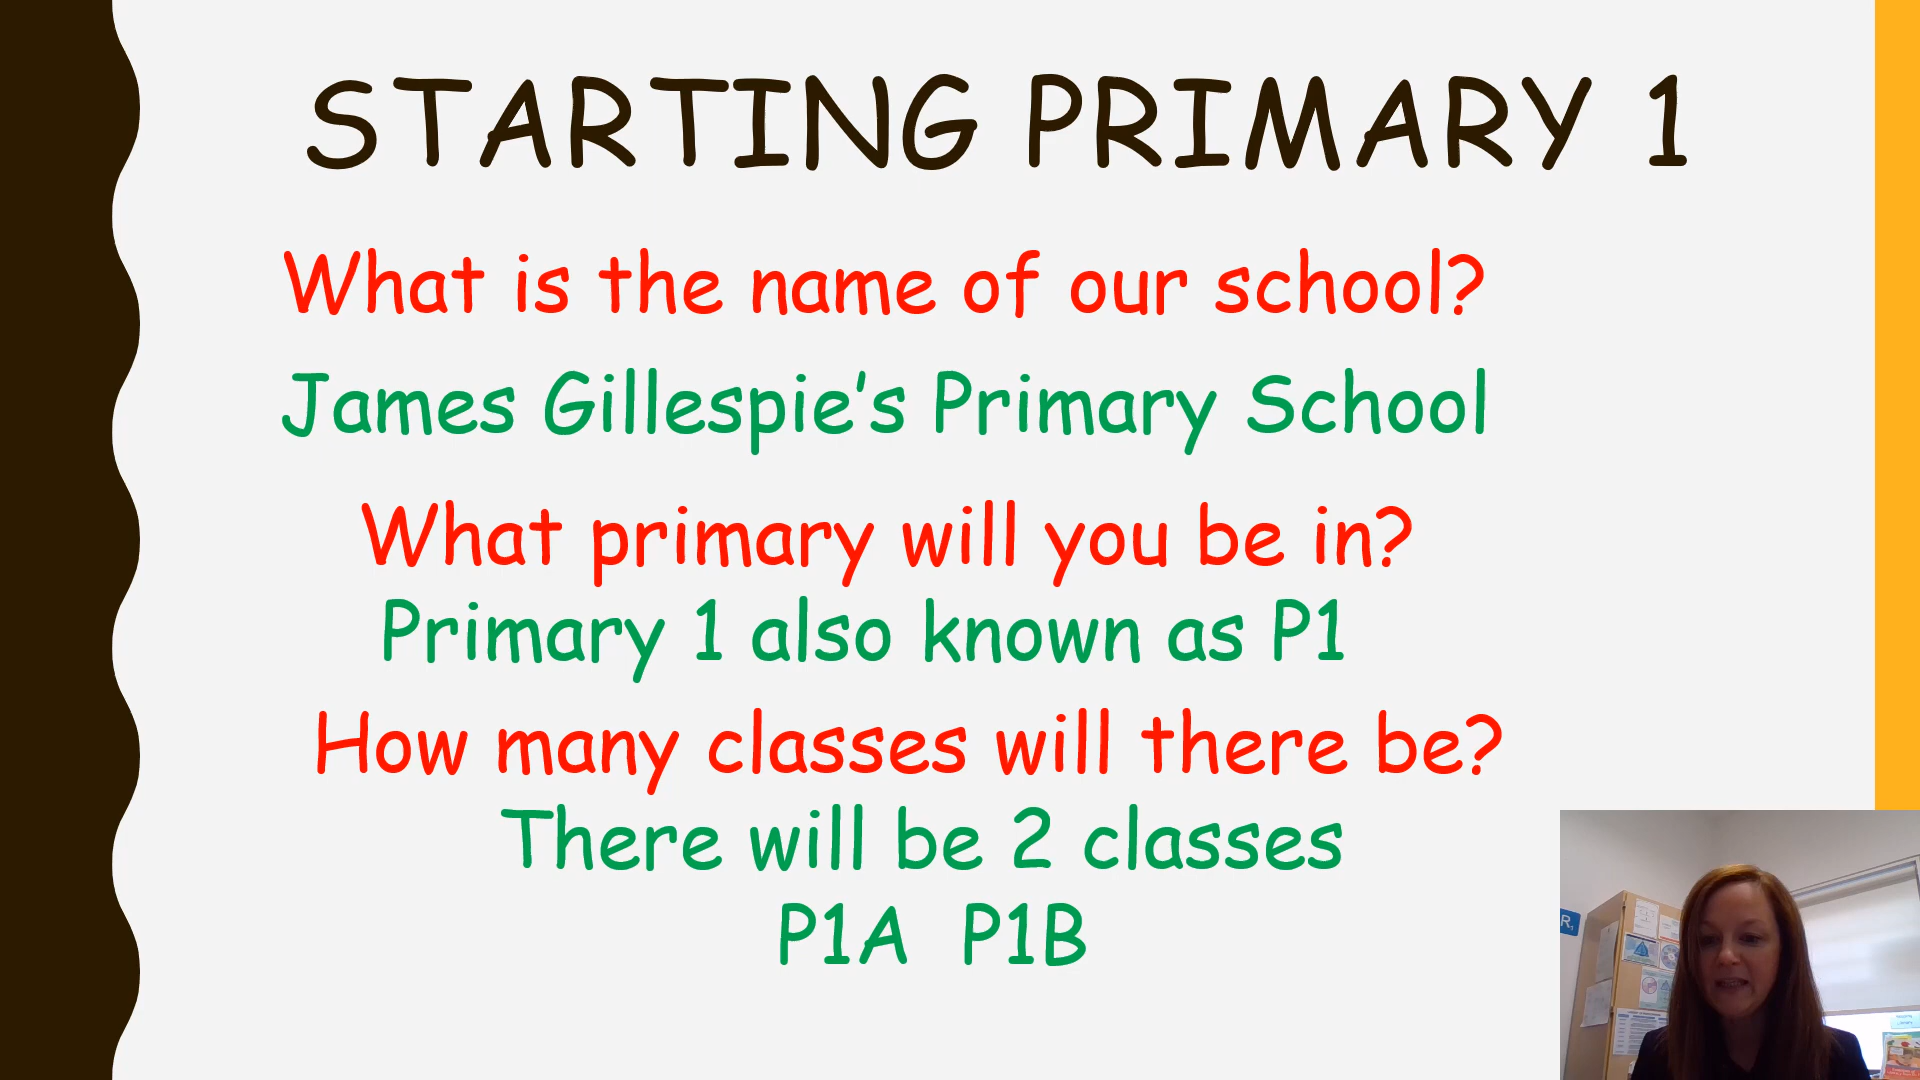 STARTING PRIMARY 1
What is the name of our school?
James Gillespie’s Primary School
What primary will you be in?
Primary 1 also known as P1
How many classes will there be?
There will be 2 classes
P1A P1B